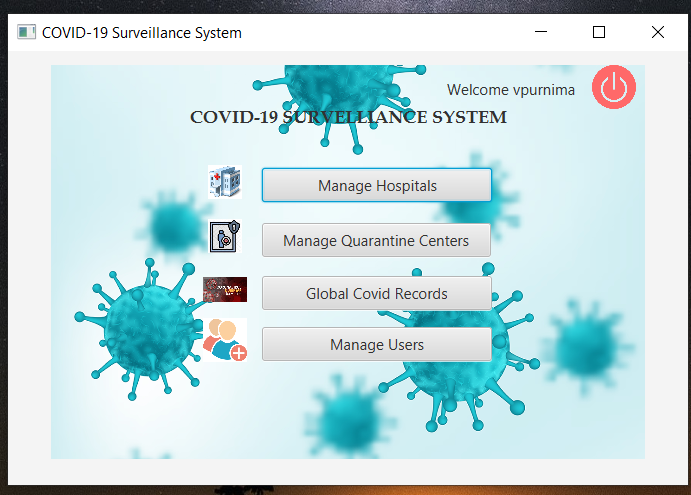 COVID-19 Surveillance System
Welcome vpurnima
COVID-19 SURVELLIANCE SYSTEM
Manage Hospitals
Manage Quarantine Centers
Global Covid Records
Manage Users